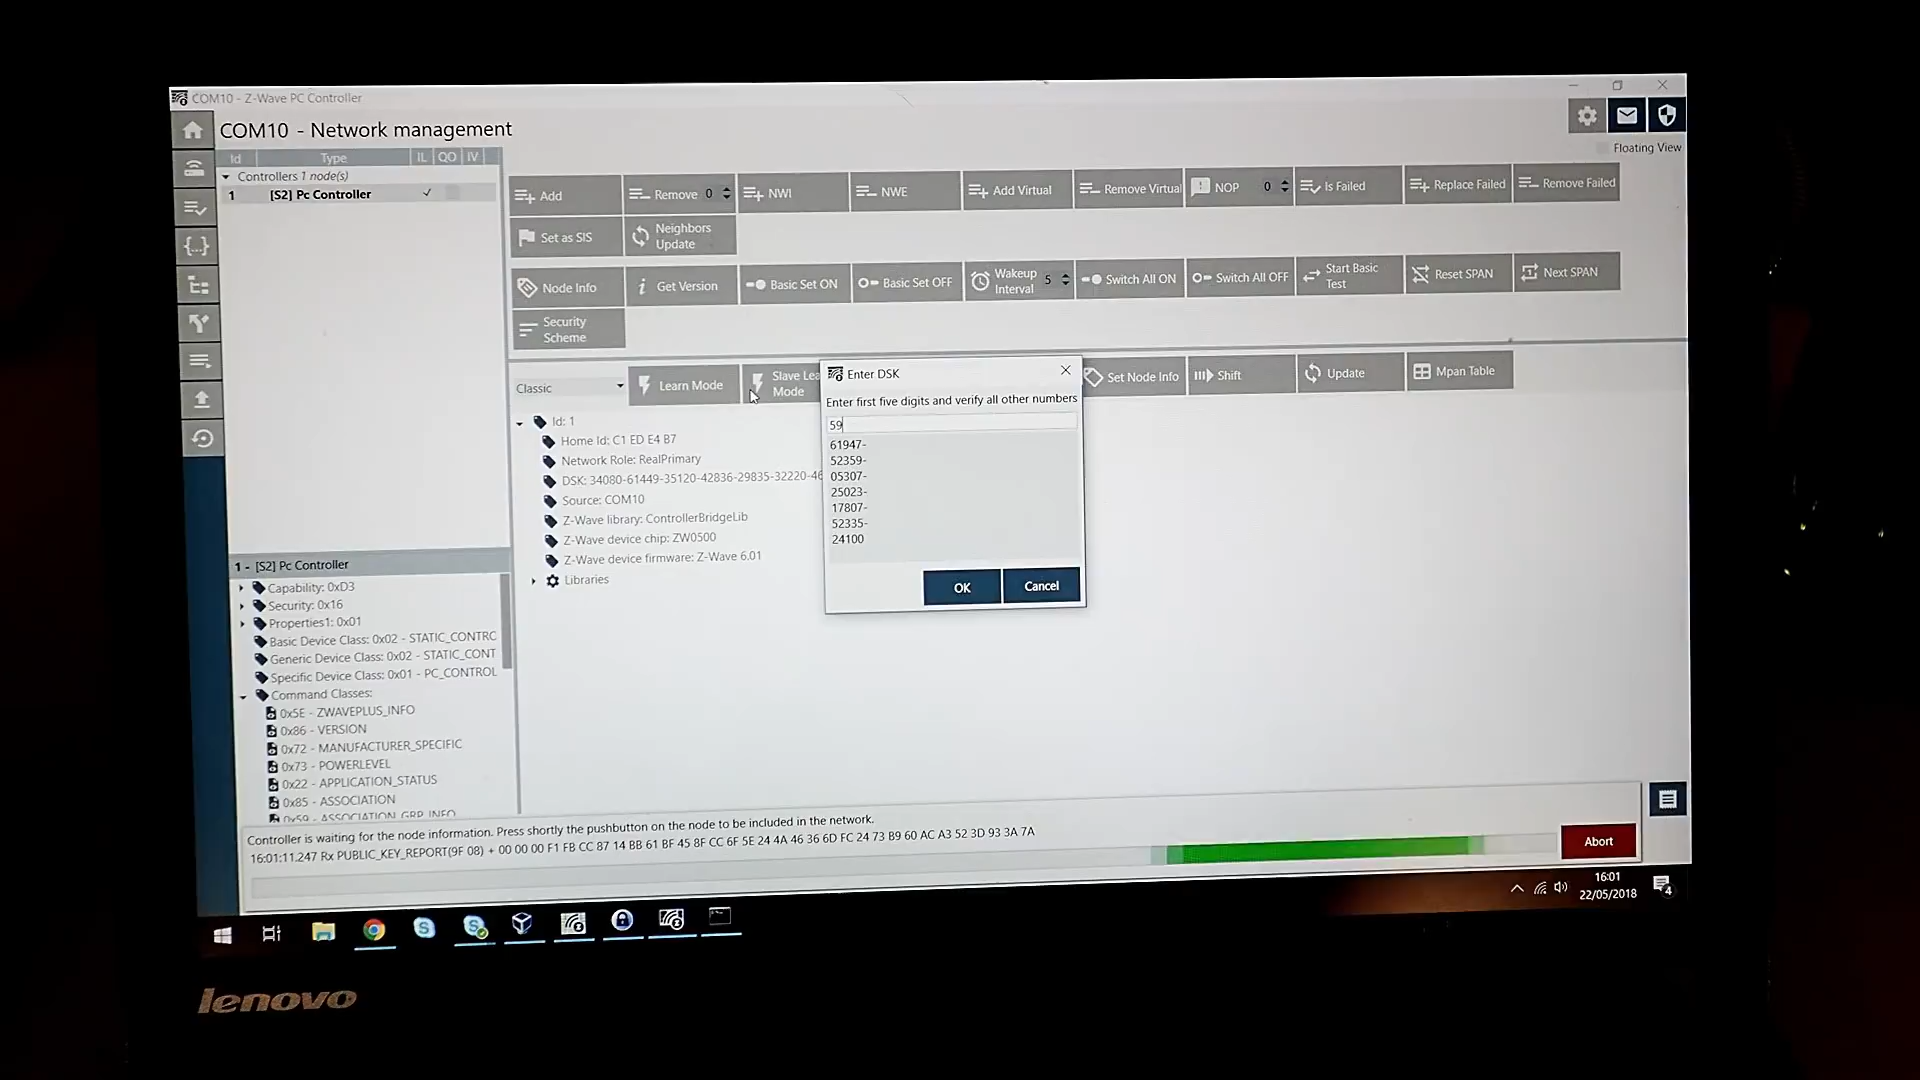 COM10 - Z-Wave PC Controller
COM10 - Network management
Floating View
Id Type IL QO IV
Controllers 1 node(s)
1 [S2] Pc Controller
Add
Remove 0
NWI
NWE
Add Virtual
Remove Virtual
NOP 0
Is Failed
Replace Failed
Remove Failed
Set as SIS
Neighbors
Update
Node Info
Get Version
Basic Set ON
Basic Set OFF
Wakeup
Interval 5
Switch All ON
Switch All OFF
Start Basic
Test
Reset SPAN
Next SPAN
Security
Scheme
Classic
Learn Mode
Slave Lea
Mode
Set Node Info
Shift
Update
Mpan Table
Id: 1
Home Id: C1 ED E4 B7
Network Role: RealPrimary
DSK: 34080-61449-35120-42836-29835-32220-46
Source: COM10
Z-Wave library: ControllerBridgeLib
Z-Wave device chip: ZW0500
Z-Wave device firmware: Z-Wave 6.01
Libraries
Enter DSK
Enter first five digits and verify all other numbers
59
61947-
52359-
05307-
25023-
17807-
52335-
24100
OK
Cancel
1 - [S2] Pc Controller
Capability: 0xD3
Security: 0x16
Properties1: 0x01
Basic Device Class: 0x02 - STATIC_CONTRC
Generic Device Class: 0x02 - STATIC_CONT
Specific Device Class: 0x01 - PC_CONTROL
Command Classes:
0x5E - ZWAVEPLUS_INFO
0x86 - VERSION
0x72 - MANUFACTURER_SPECIFIC
0x73 - POWERLEVEL
0x22 - APPLICATION_STATUS
0x85 - ASSOCIATION
0x59 - ASSOCIATION_GRP_INFO
Controller is waiting for the node information. Press shortly the pushbutton on the node to be included in the network.
16:01:11.247 Rx PUBLIC_KEY_REPORT(9F 08) + 00 00 00 F1 FB CC 87 14 BB 61 BF 45 8F CC 6F 5E 24 4A 46 36 6D FC 24 73 B9 60 AC A3 52 3D 93 3A 7A
Abort
16:01
22/05/2018
4
lenovo